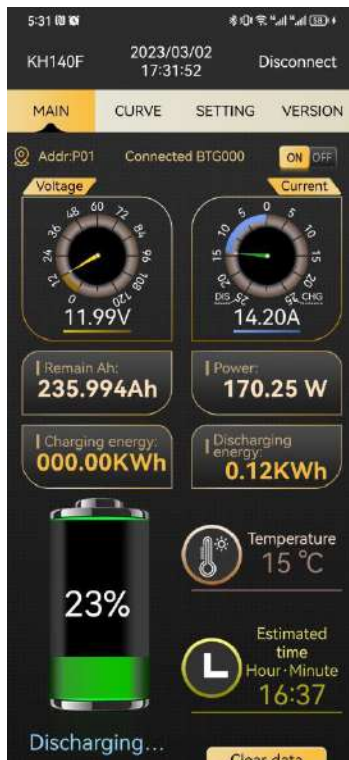 5:31
58
KH140F
2023/03/02
17:31:52
Disconnect
MAIN CURVE SETTING VERSION
Addr:P01 Connected BTG000 ON OFF
Voltage
0 12 24 36 48 60 72 84 96 108 120
11.99V
Current
25 20 15 10 5 0 5 10 15 20 25
DIS CHG
14.20A
Remain Ah:
235.994Ah
Power:
170.25 W
Charging energy:
000.00KWh
Discharging
energy:
0.12KWh
23%
Discharging...
Temperature
15 °C
Estimated
time
Hour·Minute
16:37
Clear data